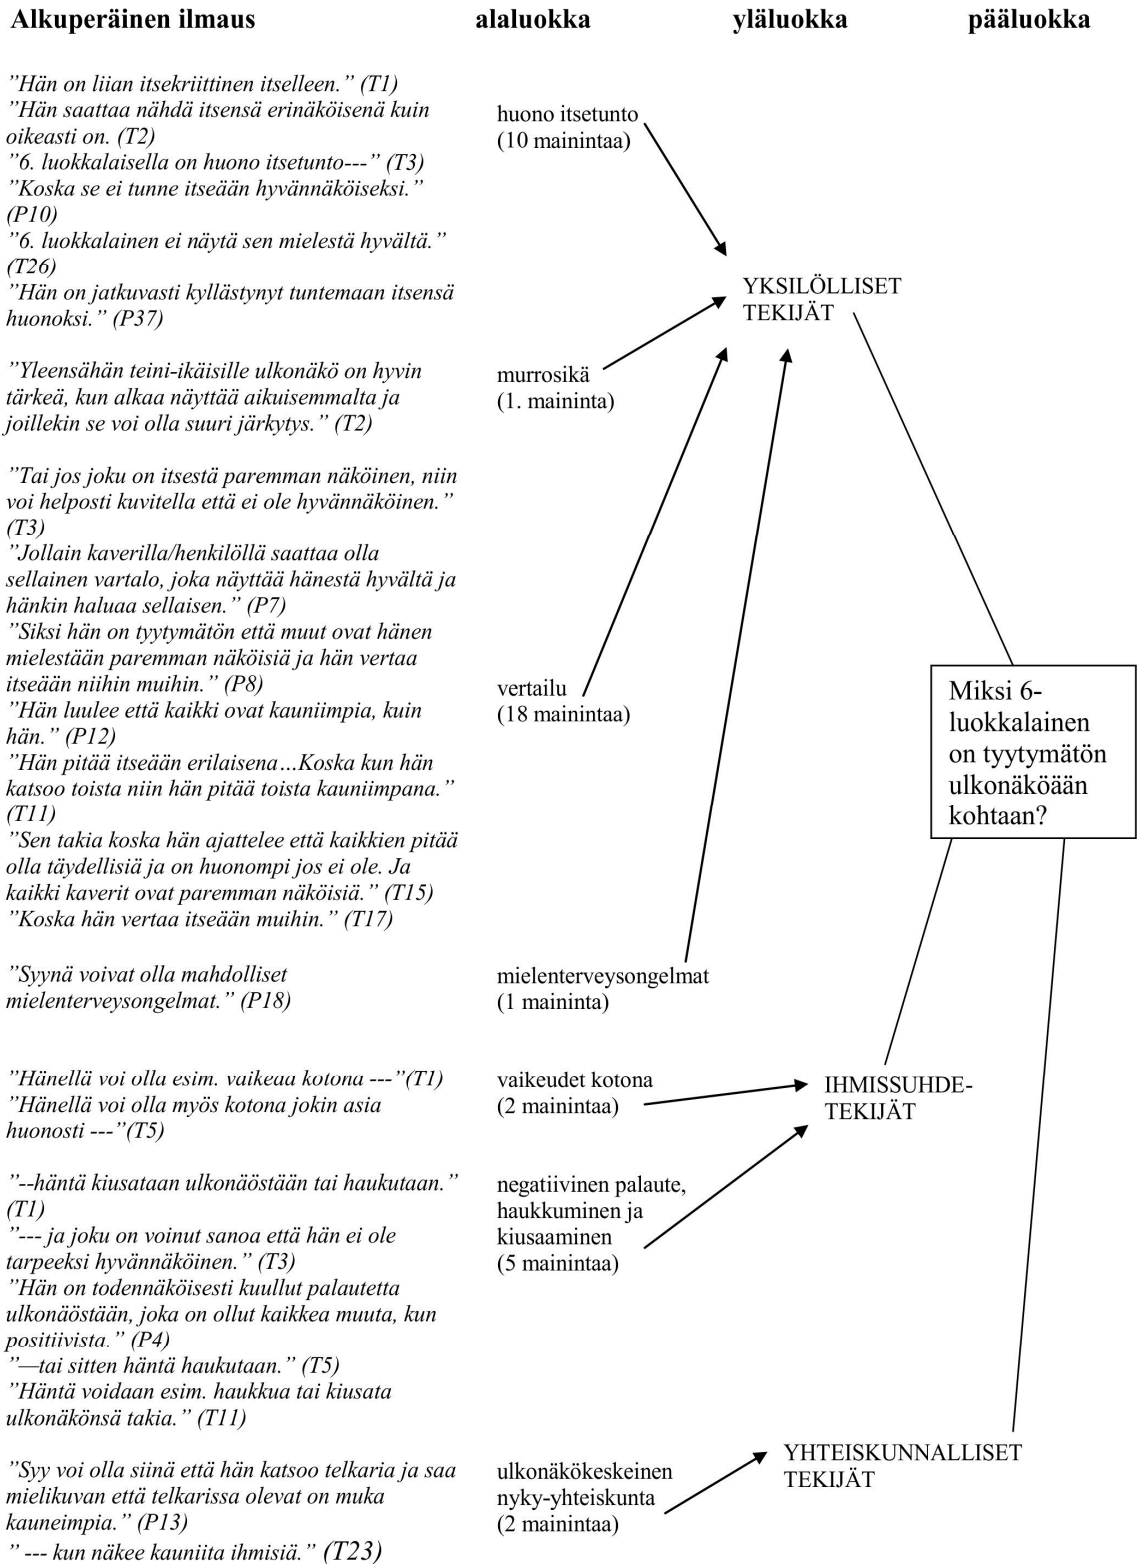 Alkuperäinen ilmaus
alaluokka
yläluokka
pääluokka
”Hän on liian itsekriittinen itselleen.” (T1)
”Hän saattaa nähdä itsensä erinäköisenä kuin
oikeasti on. (T2)
”6. luokkalaisella on huono itsetunto---” (T3)
”Koska se ei tunne itseään hyvännäköiseksi.”
(P10)
”6. luokkalainen ei näytä sen mielestä hyvältä.”
(T26)
”Hän on jatkuvasti kyllästynyt tuntemaan itsensä
huonoksi.” (P37)
huono itsetunto
(10 mainintaa)
YKSILÖLLISET
TEKIJÄT
”Yleensähän teini-ikäisille ulkonäkö on hyvin
tärkeä, kun alkaa näyttää aikuisemmalta ja
joillekin se voi olla suuri järkytys.” (T2)
murrosikä
(1. maininta)
”Tai jos joku on itsestä paremman näköinen, niin
voi helposti kuvitella että ei ole hyvännäköinen.”
(T3)
”Jollain kaverilla/henkilöllä saattaa olla
sellainen vartalo, joka näyttää hänestä hyvältä ja
hänkin haluaa sellaisen.” (P7)
”Siksi hän on tyytymätön että muut ovat hänen
mielestään paremman näköisiä ja hän vertaa
itseään niihin muihin.” (P8)
”Hän luulee että kaikki ovat kauniimpia, kuin
hän.” (P12)
”Hän pitää itseään erilaisena…Koska kun hän
katsoo toista niin hän pitää toista kauniimpana.”
(T11)
”Sen takia koska hän ajattelee että kaikkien pitää
olla täydellisiä ja on huonompi jos ei ole. Ja
kaikki kaverit ovat paremman näköisiä.” (T15)
”Koska hän vertaa itseään muihin.” (T17)
vertailu
(18 mainintaa)
Miksi 6-
luokkalainen
on tyytymätön
ulkonäköään
kohtaan?
”Syynä voivat olla mahdolliset
mielenterveysongelmat.” (P18)
mielenterveysongelmat
(1 maininta)
”Hänellä voi olla esim. vaikeaa kotona ---”(T1)
”Hänellä voi olla myös kotona jokin asia
huonosti ---”(T5)
vaikeudet kotona
(2 mainintaa)
IHMISSUHDE-
TEKIJÄT
”--häntä kiusataan ulkonäöstään tai haukutaan.”
(T1)
”--- ja joku on voinut sanoa että hän ei ole
tarpeeksi hyvännäköinen.” (T3)
”Hän on todennäköisesti kuullut palautetta
ulkonäöstään, joka on ollut kaikkea muuta, kun
positiivista.” (P4)
”—tai sitten häntä haukutaan.” (T5)
”Häntä voidaan esim. haukkua tai kiusata
ulkonäkönsä takia.” (T11)
negatiivinen palaute,
haukkuminen ja
kiusaaminen
(5 mainintaa)
”Syy voi olla siinä että hän katsoo telkaria ja saa
mielikuvan että telkarissa olevat on muka
kauneimpia.” (P13)
” --- kun näkee kauniita ihmisiä.” (T23)
ulkonäkökeskeinen
nyky-yhteiskunta
(2 mainintaa)
YHTEISKUNNALLISET
TEKIJÄT